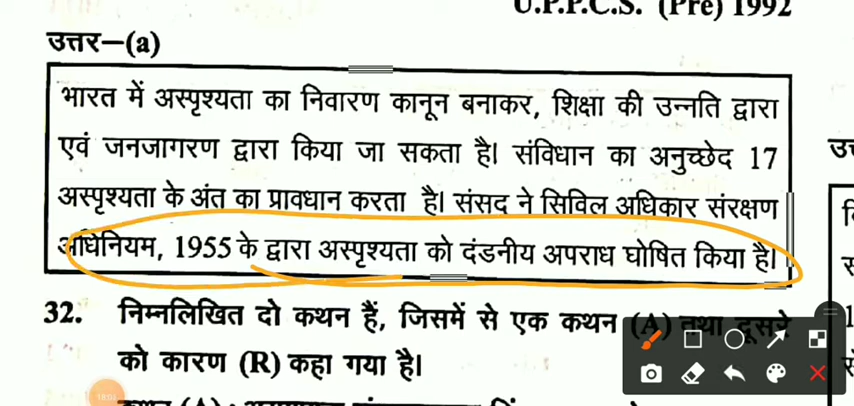 U.P.P.C.S. (Pre) 1992
उत्तर—(a)
भारत में अस्पृश्यता का निवारण कानून बनाकर, शिक्षा की उन्नति द्वारा
एवं जनजागरण द्वारा किया जा सकता है। संविधान का अनुच्छेद 17
अस्पृश्यता के अंत का प्रावधान करता है। संसद ने सिविल अधिकार संरक्षण
अधिनियम, 1955 के द्वारा अस्पृश्यता को दंडनीय अपराध घोषित किया है।
32. निम्नलिखित दो कथन हैं, जिसमें से एक कथन (A) तथा दूसरे
को कारण (R) कहा गया है।